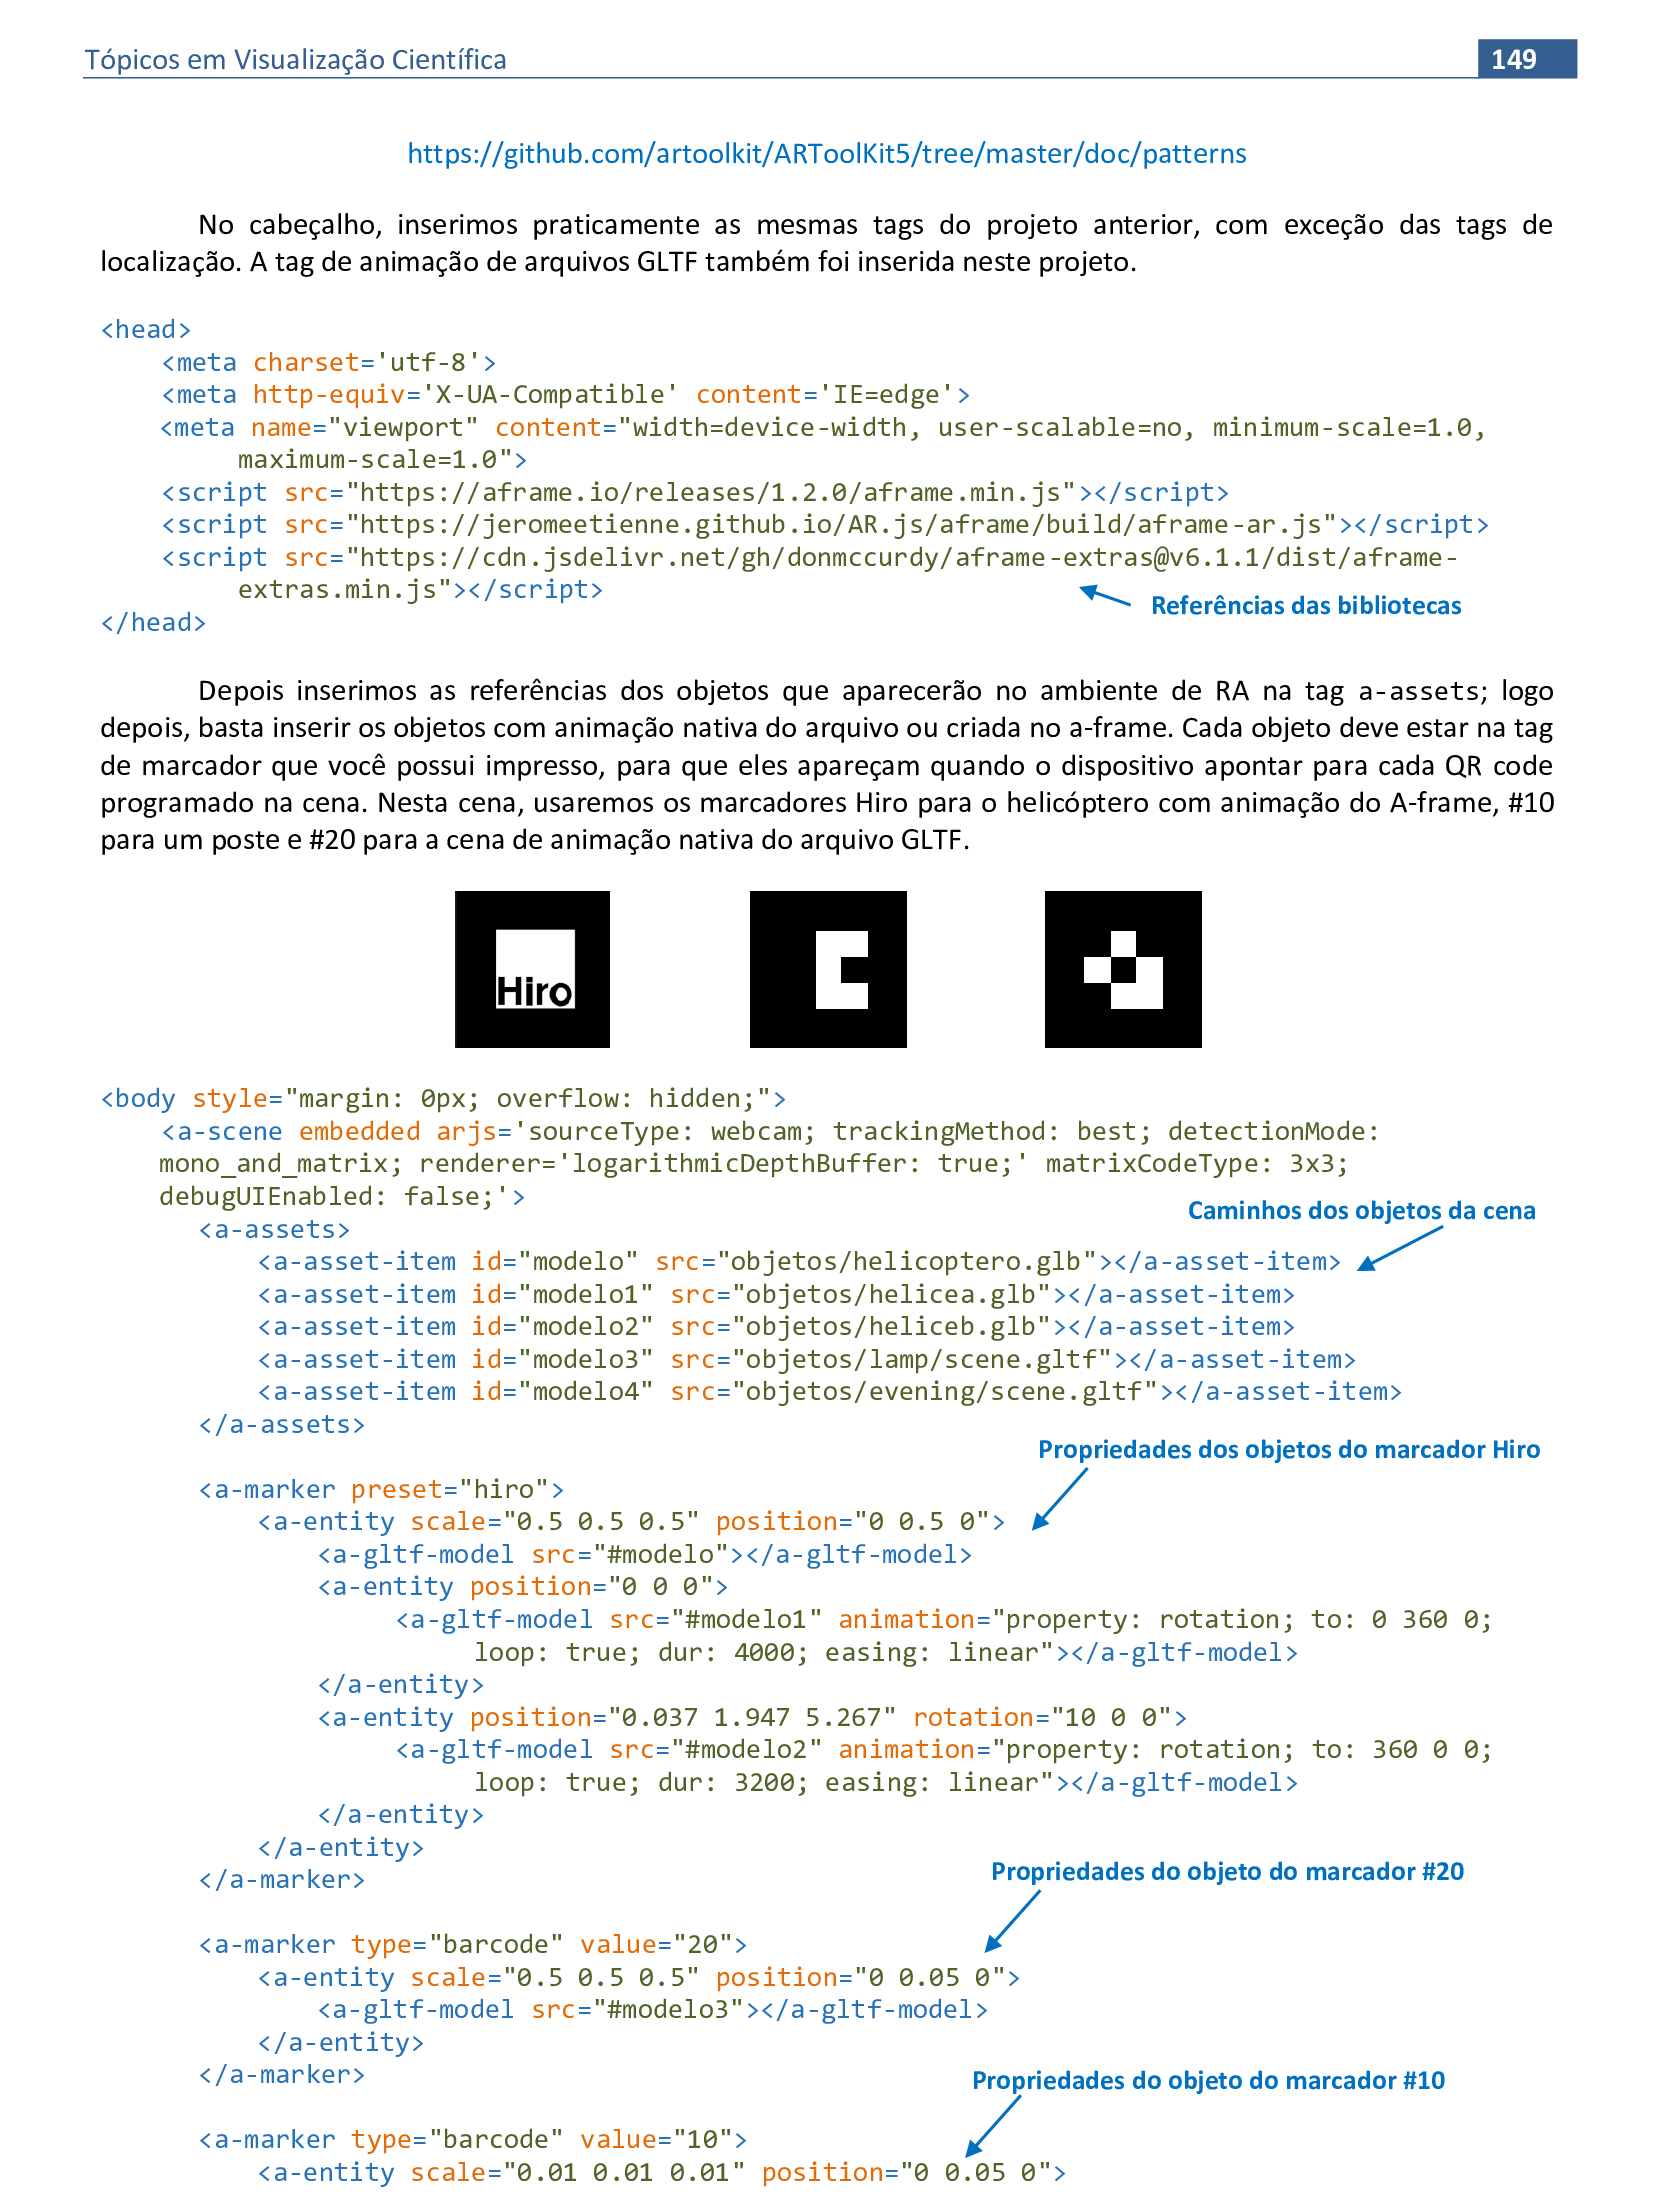 Tópicos em Visualização Científica 149
https://github.com/artoolkit/ARToolKit5/tree/master/doc/patterns
No cabeçalho, inserimos praticamente as mesmas tags do projeto anterior, com exceção das tags de
localização. A tag de animação de arquivos GLTF também foi inserida neste projeto.
<head>
<meta charset='utf-8'>
<meta http-equiv='X-UA-Compatible' content='IE=edge'>
<meta name="viewport" content="width=device-width, user-scalable=no, minimum-scale=1.0,
maximum-scale=1.0">
<script src="https://aframe.io/releases/1.2.0/aframe.min.js"></script>
<script src="https://jeromeetienne.github.io/AR.js/aframe/build/aframe-ar.js"></script>
<script src="https://cdn.jsdelivr.net/gh/donmccurdy/aframe-extras@v6.1.1/dist/aframe-
extras.min.js"></script>
Referências das bibliotecas
</head>
Depois inserimos as referências dos objetos que aparecerão no ambiente de RA na tag a-assets; logo
depois, basta inserir os objetos com animação nativa do arquivo ou criada no a-frame. Cada objeto deve estar na tag
de marcador que você possui impresso, para que eles apareçam quando o dispositivo apontar para cada QR code
programado na cena. Nesta cena, usaremos os marcadores Hiro para o helicóptero com animação do A-frame, #10
para um poste e #20 para a cena de animação nativa do arquivo GLTF.
Hiro
<body style="margin: 0px; overflow: hidden;">
<a-scene embedded arjs='sourceType: webcam; trackingMethod: best; detectionMode:
mono_and_matrix; renderer='logarithmicDepthBuffer: true;' matrixCodeType: 3x3;
debugUIEnabled: false;'>
Caminhos dos objetos da cena
<a-assets>
<a-asset-item id="modelo" src="objetos/helicoptero.glb"></a-asset-item>
<a-asset-item id="modelo1" src="objetos/helicea.glb"></a-asset-item>
<a-asset-item id="modelo2" src="objetos/heliceb.glb"></a-asset-item>
<a-asset-item id="modelo3" src="objetos/lamp/scene.gltf"></a-asset-item>
<a-asset-item id="modelo4" src="objetos/evening/scene.gltf"></a-asset-item>
</a-assets>
Propriedades dos objetos do marcador Hiro
<a-marker preset="hiro">
<a-entity scale="0.5 0.5 0.5" position="0 0.5 0">
<a-gltf-model src="#modelo"></a-gltf-model>
<a-entity position="0 0 0">
<a-gltf-model src="#modelo1" animation="property: rotation; to: 0 360 0;
loop: true; dur: 4000; easing: linear"></a-gltf-model>
</a-entity>
<a-entity position="0.037 1.947 5.267" rotation="10 0 0">
<a-gltf-model src="#modelo2" animation="property: rotation; to: 360 0 0;
loop: true; dur: 3200; easing: linear"></a-gltf-model>
</a-entity>
</a-entity>
</a-marker>
Propriedades do objeto do marcador #20
<a-marker type="barcode" value="20">
<a-entity scale="0.5 0.5 0.5" position="0 0.05 0">
<a-gltf-model src="#modelo3"></a-gltf-model>
</a-entity>
</a-marker>
Propriedades do objeto do marcador #10
<a-marker type="barcode" value="10">
<a-entity scale="0.01 0.01 0.01" position="0 0.05 0">